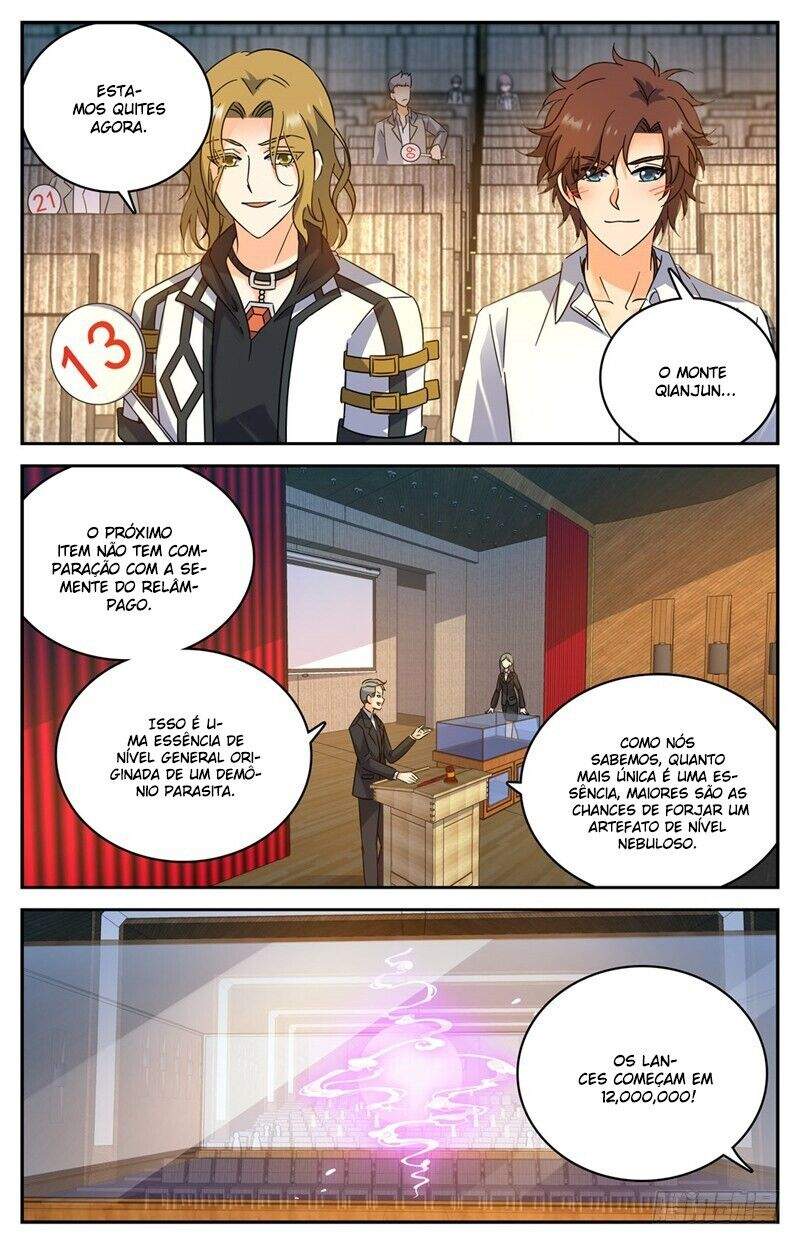 ESTA-
MOS QUITES
AGORA.
21
09
13
O MONTE
QIANJUN...
O PRÓXIMO
ITEM NÃO TEM COM-
PARAÇÃO COM A SE-
MENTE DO RELÂM-
PAGO.
ISSO É U-
MA ESSÊNCIA DE
NÍVEL GENERAL ORI-
GINADA DE UM DEMÔ-
NIO PARASITA.
COMO NÓS
SABEMOS, QUANTO
MAIS ÚNICA É UMA ES-
SÊNCIA, MAIORES SÃO AS
CHANCES DE FORJAR UM
ARTEFATO DE NÍVEL
NEBULOSO.
OS LAN-
CES COMEÇAM EM
12,000,000!